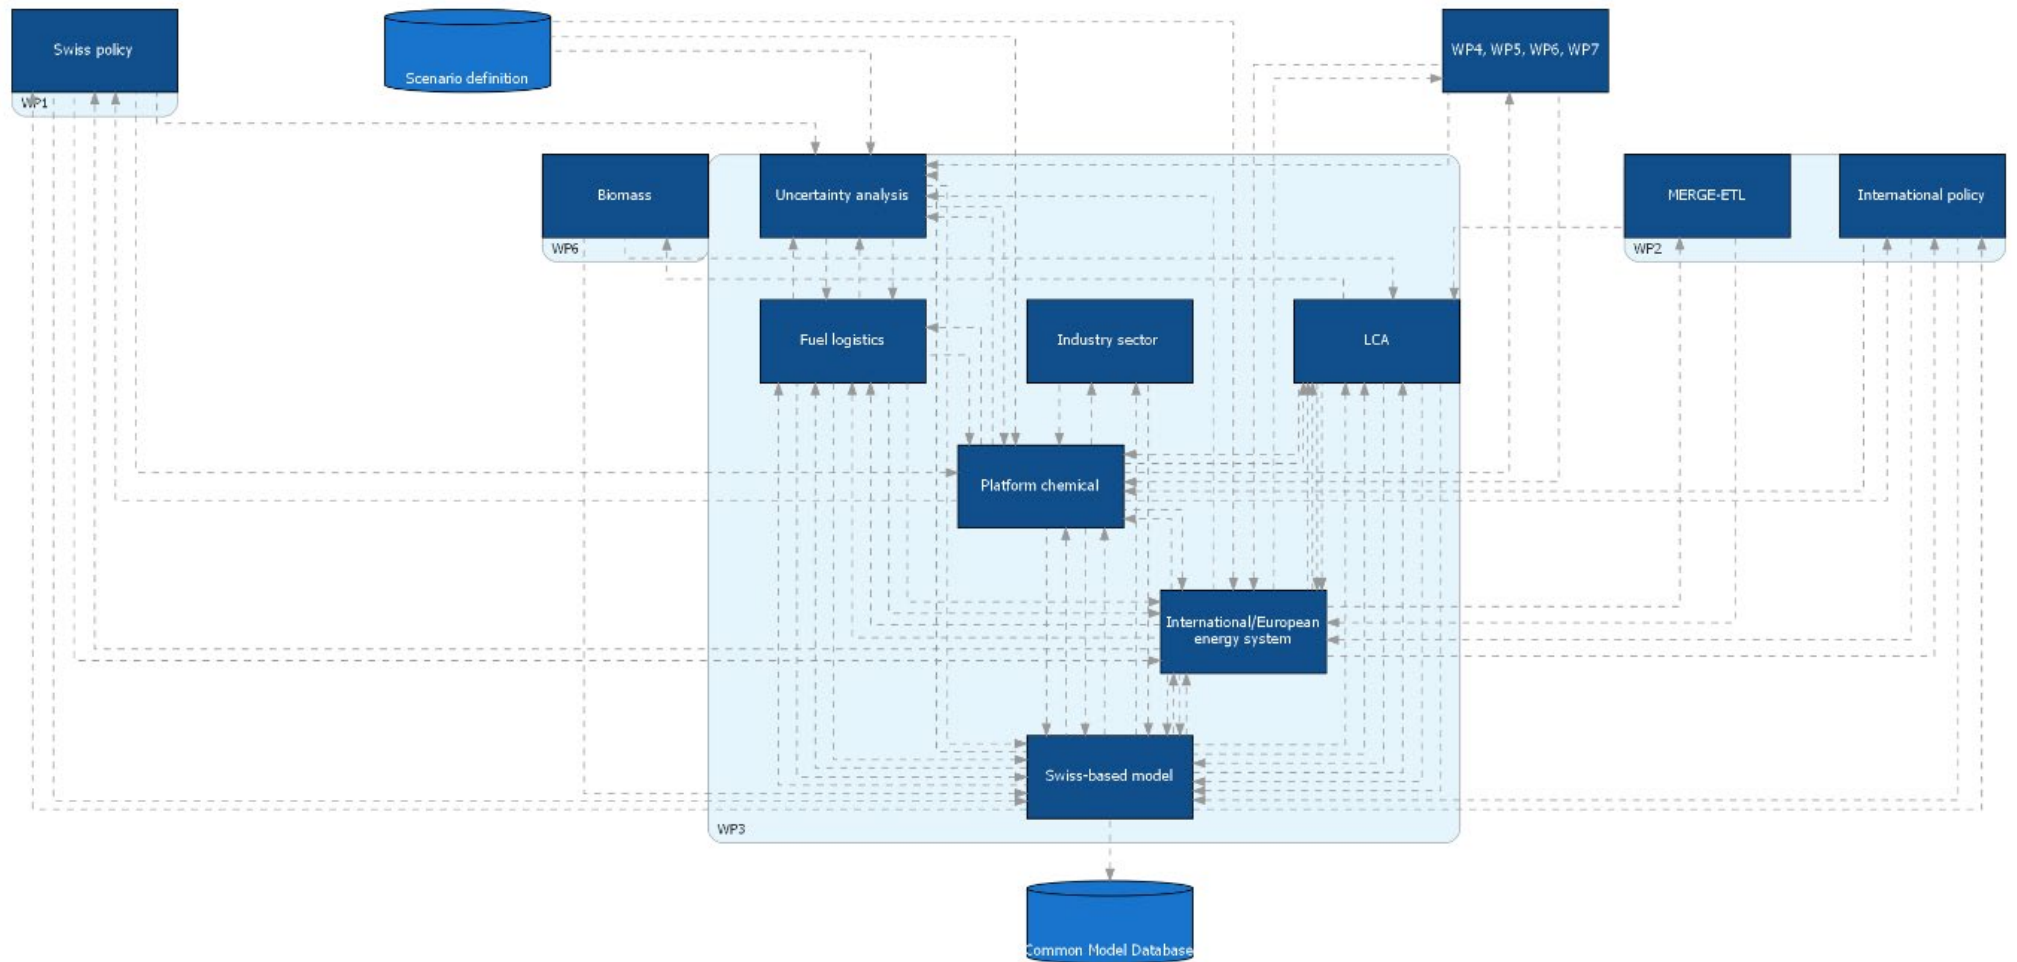 Swiss policy
WP1
Scenario definition
WP4, WP5, WP6, WP7
Biomass
WP6
Uncertainty analysis
MERGE-ETL
International policy
WP2
Fuel logistics
Industry sector
LCA
Platform chemical
International/European
energy system
Swiss-based model
WP3
Common Model Database